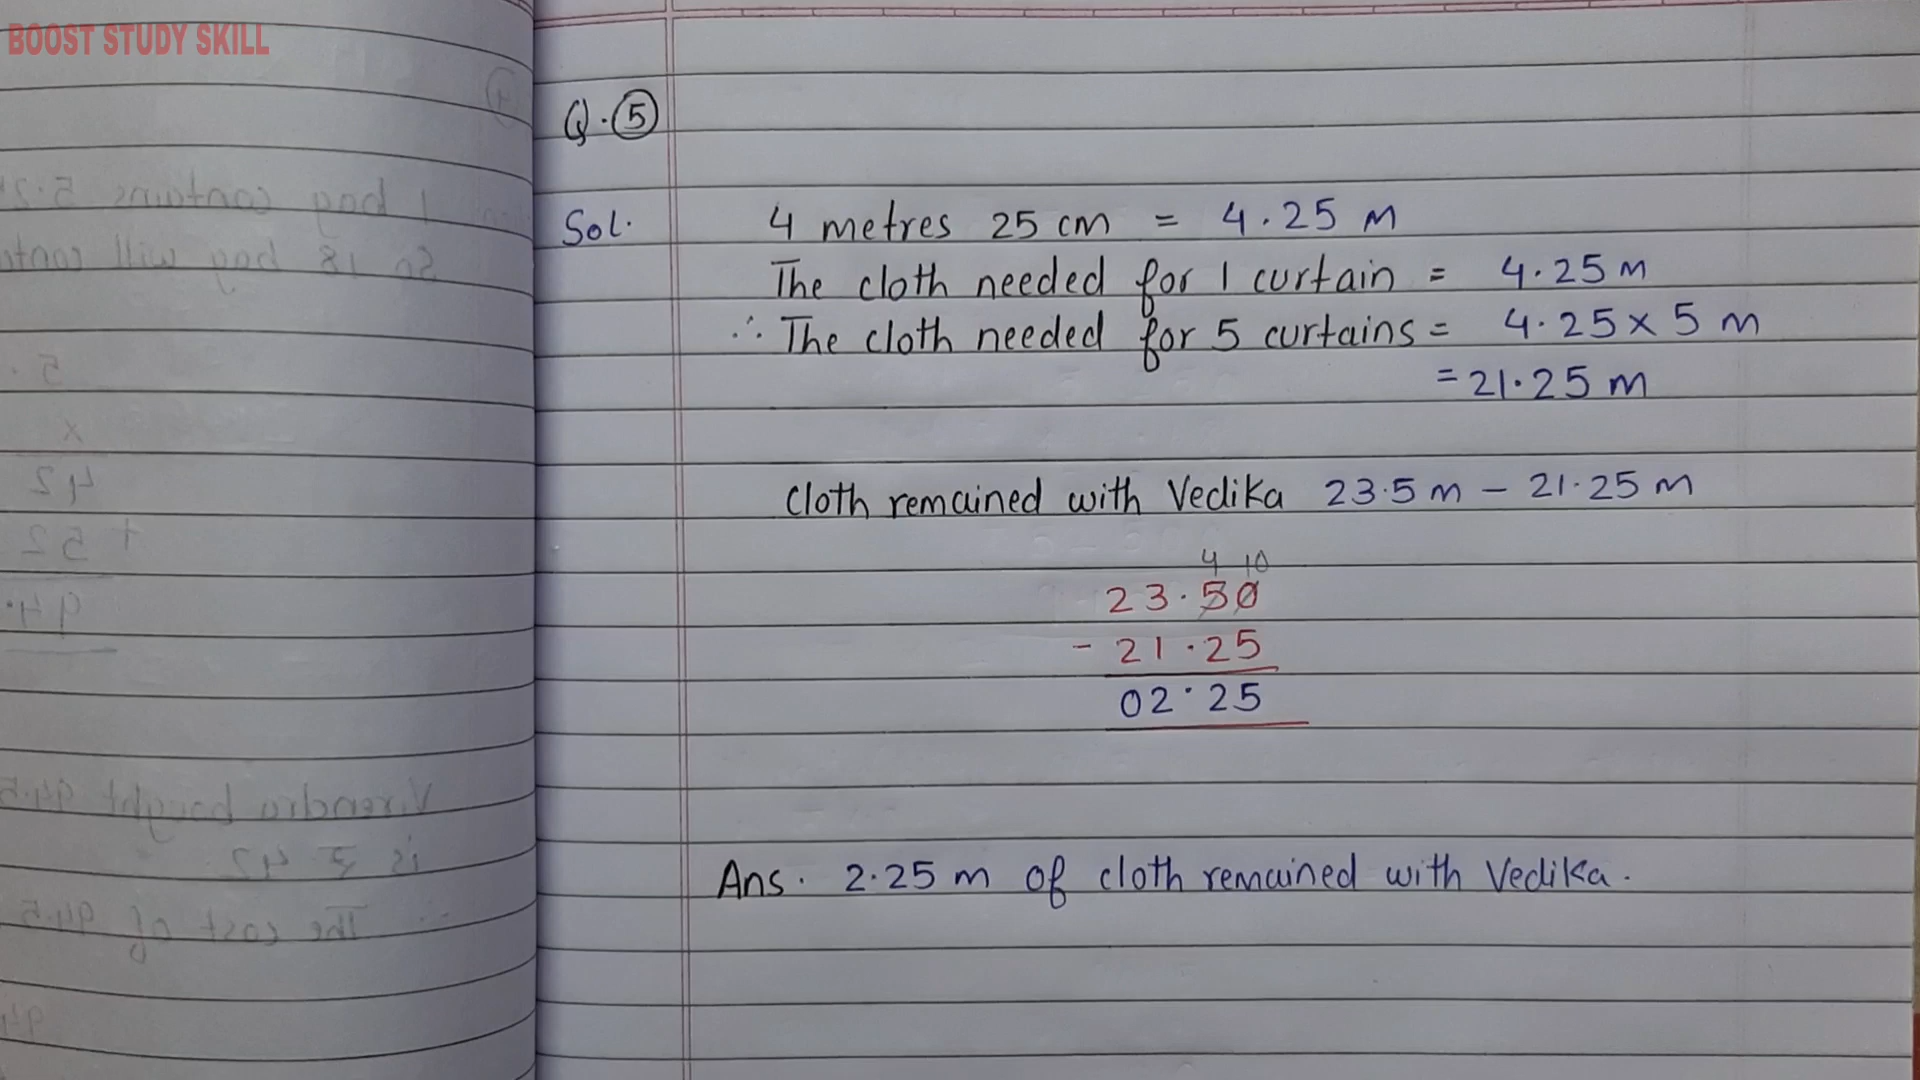 BOOST STUDY SKILL
Q.5
Sol. 4 metres 25 cm = 4.25 m
The cloth needed for 1 curtain = 4.25 m
∴ The cloth needed for 5 curtains = 4.25 x 5 m
= 21.25 m
Cloth remained with Vedika 23.5 m - 21.25 m
4 10
23.50
- 21.25
02.25
Ans. 2.25 m of cloth remained with Vedika.